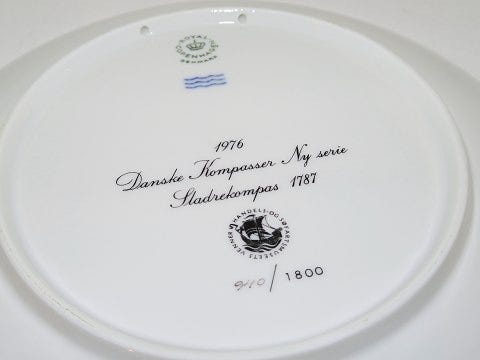 ROYAL
COPENHAGEN
DENMARK
1976
Danske Kompasser Ny serie
Sladrekompas 1787
HANDELS-OG SØFARTSMUSEETS VENNER
910/1800